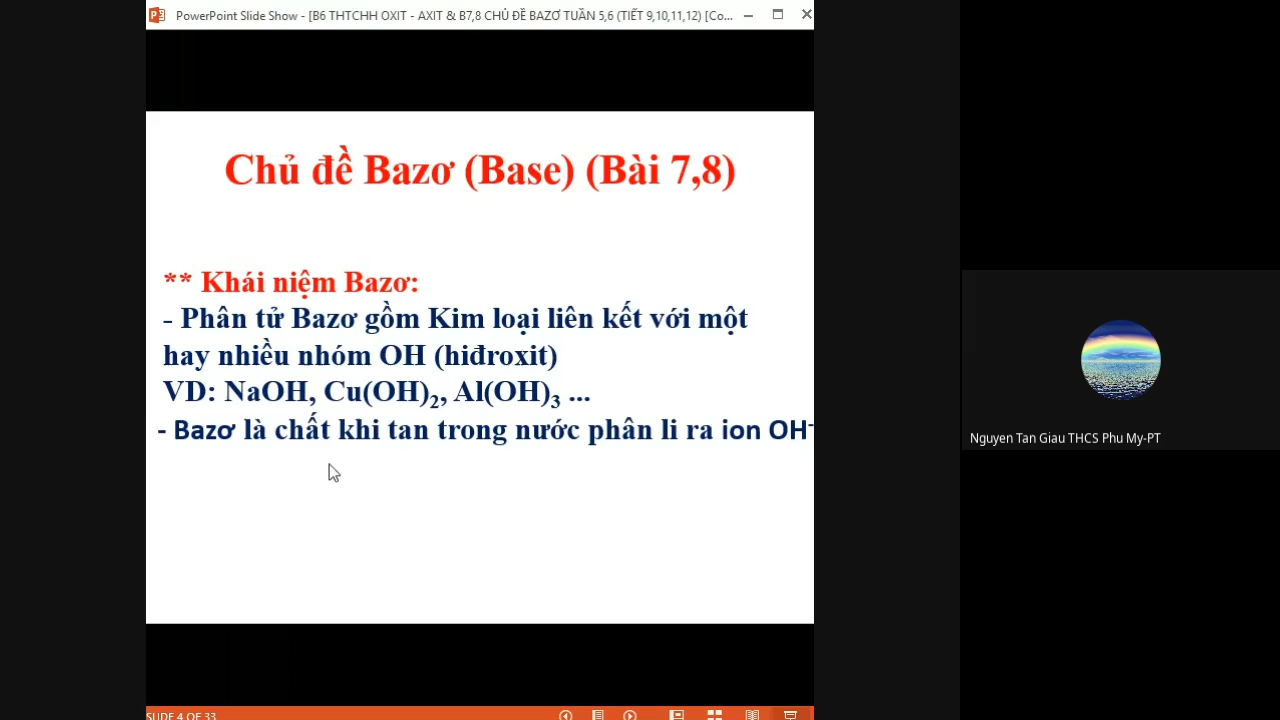 PowerPoint Slide Show - [B6 THTCHH OXIT - AXIT & B7,8 CHỦ ĐỀ BAZƠ TUẦN 5,6 (TIẾT 9,10,11,12) [Co...
Chủ đề Bazơ (Base) (Bài 7,8)
** Khái niệm Bazơ:
- Phân tử Bazơ gồm Kim loại liên kết với một
hay nhiều nhóm OH (hiđroxit)
VD: NaOH, Cu(OH)₂, Al(OH)₃ ...
- Bazơ là chất khi tan trong nước phân li ra ion OH⁻
Nguyen Tan Giau THCS Phu My-PT
SLIDE 4 OF 33